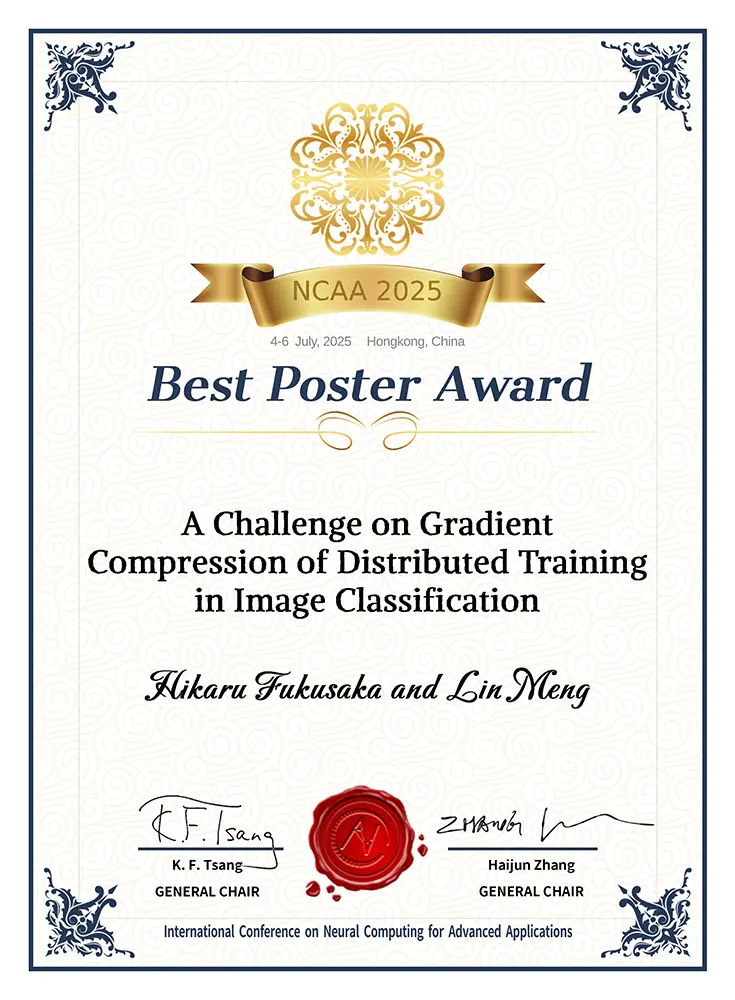 NCAA 2025
4-6 July, 2025 Hongkong, China
Best Poster Award
A Challenge on Gradient
Compression of Distributed Training
in Image Classification
Hikaru Fukusaka and Lin Meng
K. F. Tsang
K. F. Tsang
GENERAL CHAIR
Haijun Zhang
GENERAL CHAIR
International Conference on Neural Computing for Advanced Applications